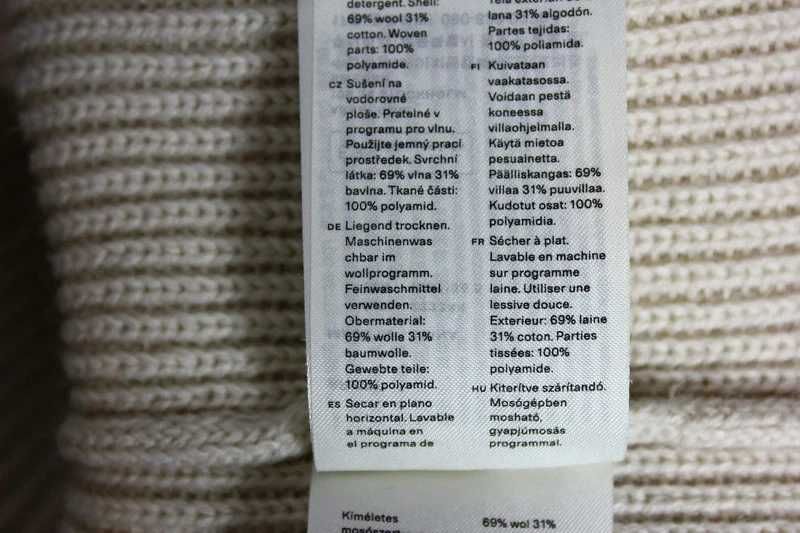 detergent. Shell:
69% wool 31%
cotton. Woven
parts: 100%
polyamide.
CZ Sušení na
vodorovné
ploše. Prateiné v
programu pro vlnu.
Použijte jemný prací
prostředek. Svrchní
látka: 69% vlna 31%
bavlna. Tkané části:
100% polyamid.
DE Liegend trocknen.
Maschinenwas
chbar im
wollprogramm.
Feinwaschmittel
verwenden.
Obermaterial:
69% wolle 31%
baumwolle.
Gewebte teile:
100% polyamid.
ES Secar en plano
horizontal. Lavable
a máquina en
el programa de
lana 31% algodón.
Partes tejidas:
100% poliamida.
FI Kuivataan
vaakatasossa.
Voidaan pestä
koneessa
villaohjelmalla.
Käytä mietoa
pesuainetta.
Päälliskangas: 69%
villaa 31% puuvillaa.
Kudotut osat: 100%
polyamidia.
FR Sécher à plat.
Lavable en machine
sur programme
laine. Utiliser une
lessive douce.
Exterieur: 69% laine
31% coton. Parties
tissées: 100%
polyamide.
HU Kiterítve szárítandó.
Mosógépben
mosható,
gyapjúmosás
programmal.
Kíméletes
69% wol 31%